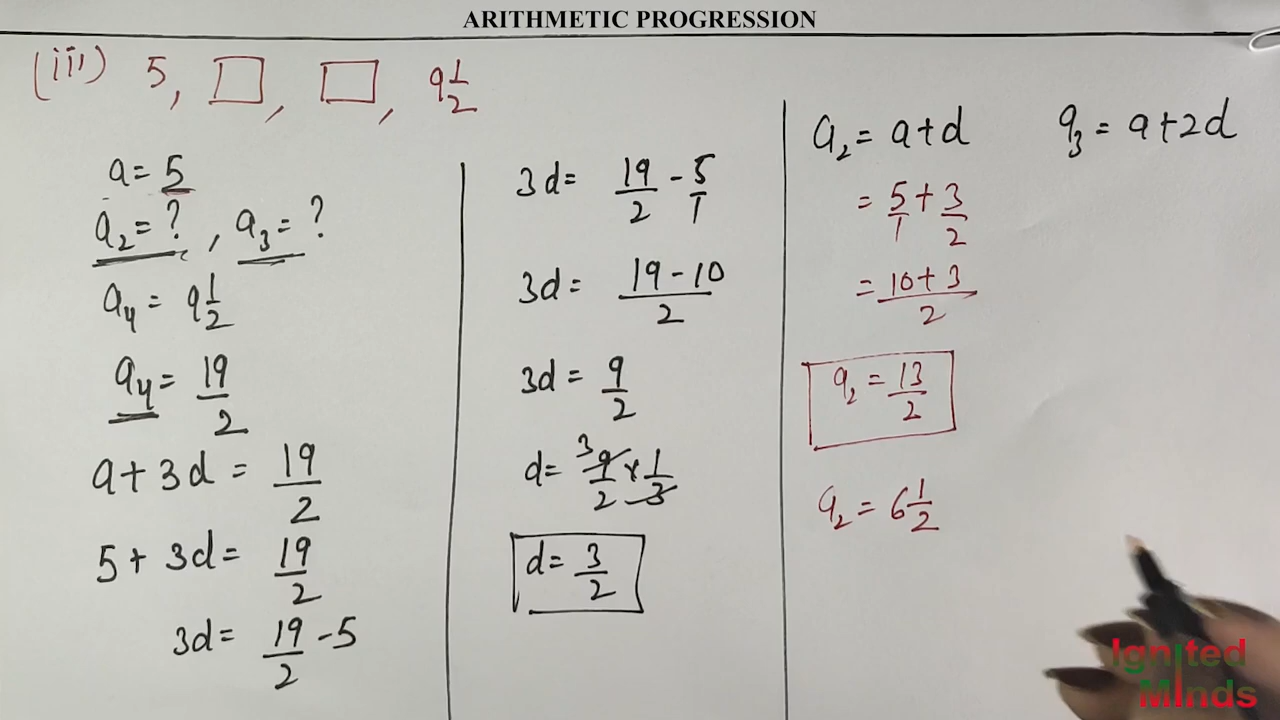 ARITHMETIC PROGRESSION
(iii) 5, □, □, 9 1/2
a = 5
a₂ = ? , a₃ = ?
a₄ = 9 1/2
a₄ = 19/2
a + 3d = 19/2
5 + 3d = 19/2
3d = 19/2 - 5
3d = 19/2 - 5/1
3d = (19 - 10)/2
3d = 9/2
d = 3 9/2 × 1/3
d = 3/2
a₂ = a + d
= 5/1 + 3/2
= (10 + 3)/2
a₂ = 13/2
a₂ = 6 1/2
a₃ = a + 2d
Ignited
Minds